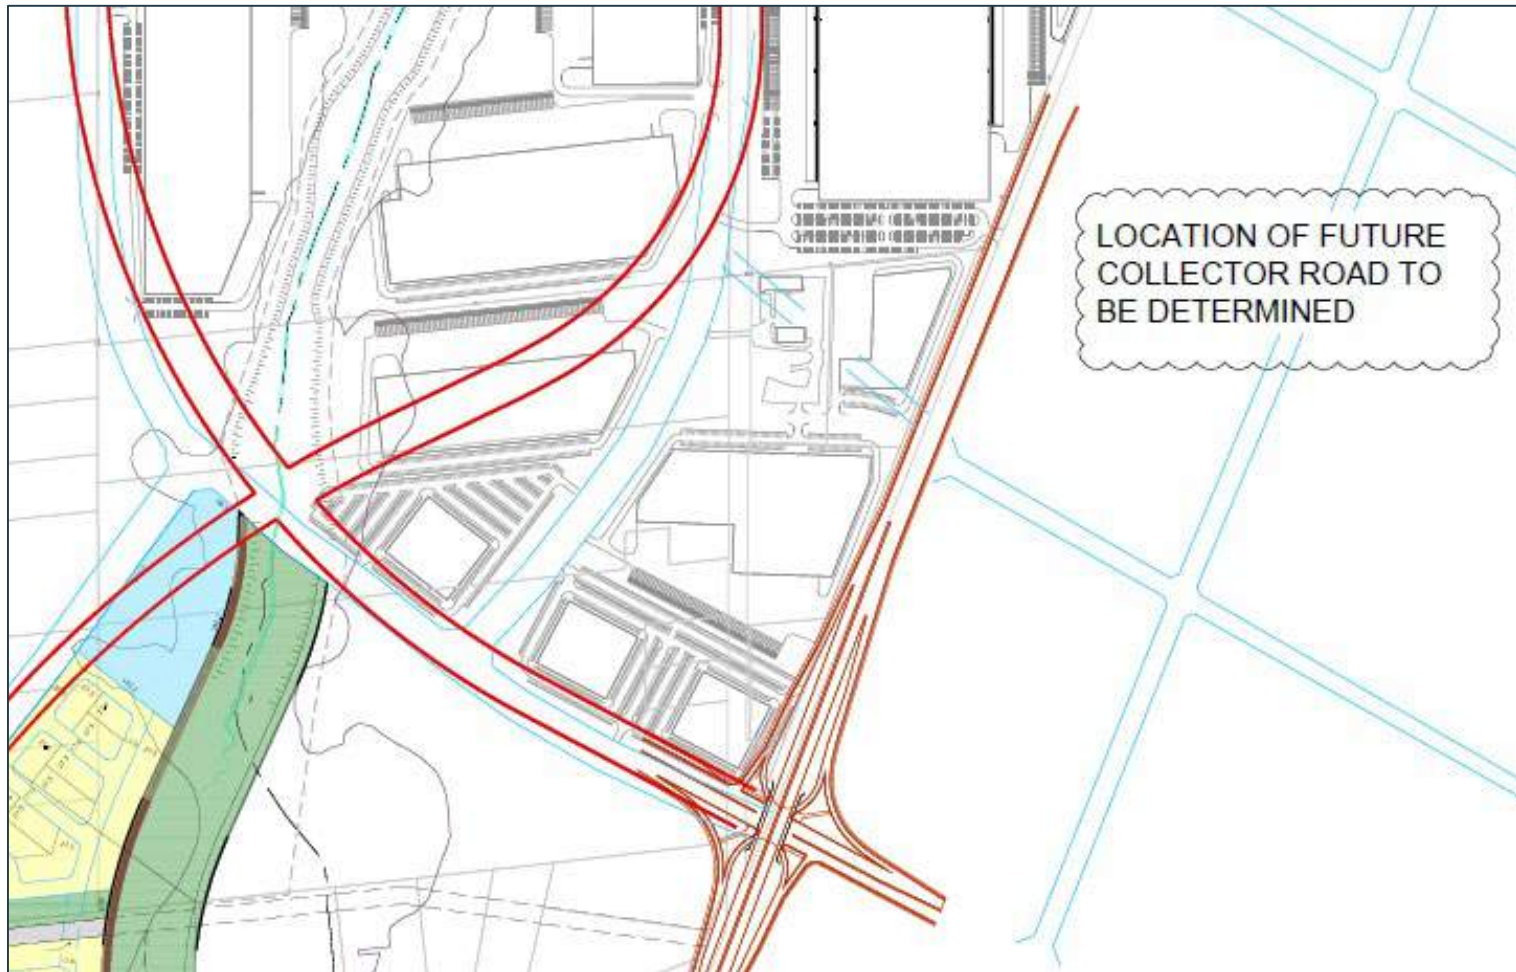 LOCATION OF FUTURE
COLLECTOR ROAD TO
BE DETERMINED